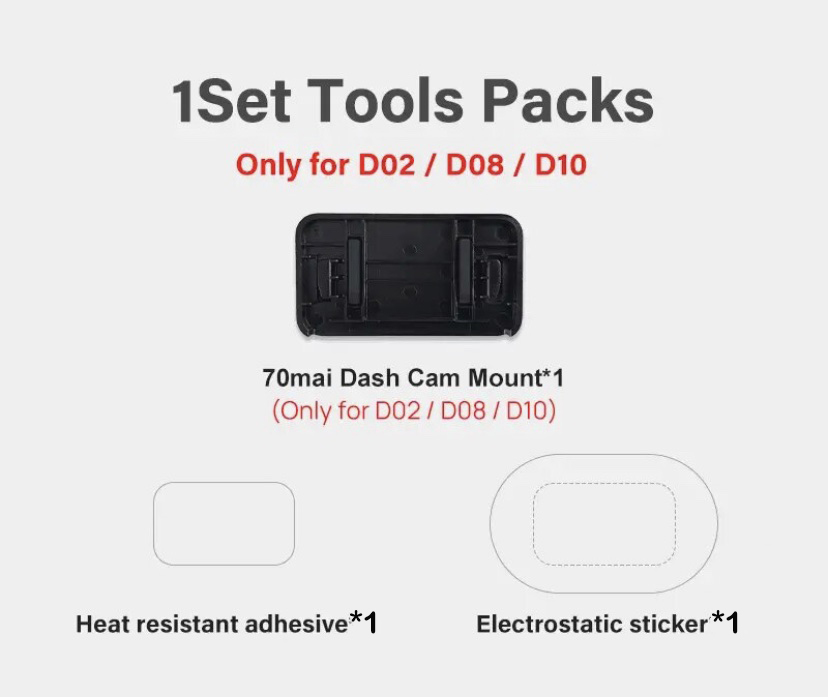 1Set Tools Packs
Only for D02 / D08 / D10
70mai Dash Cam Mount*1
(Only for D02 / D08 / D10)
Heat resistant adhesive*1
Electrostatic sticker*1